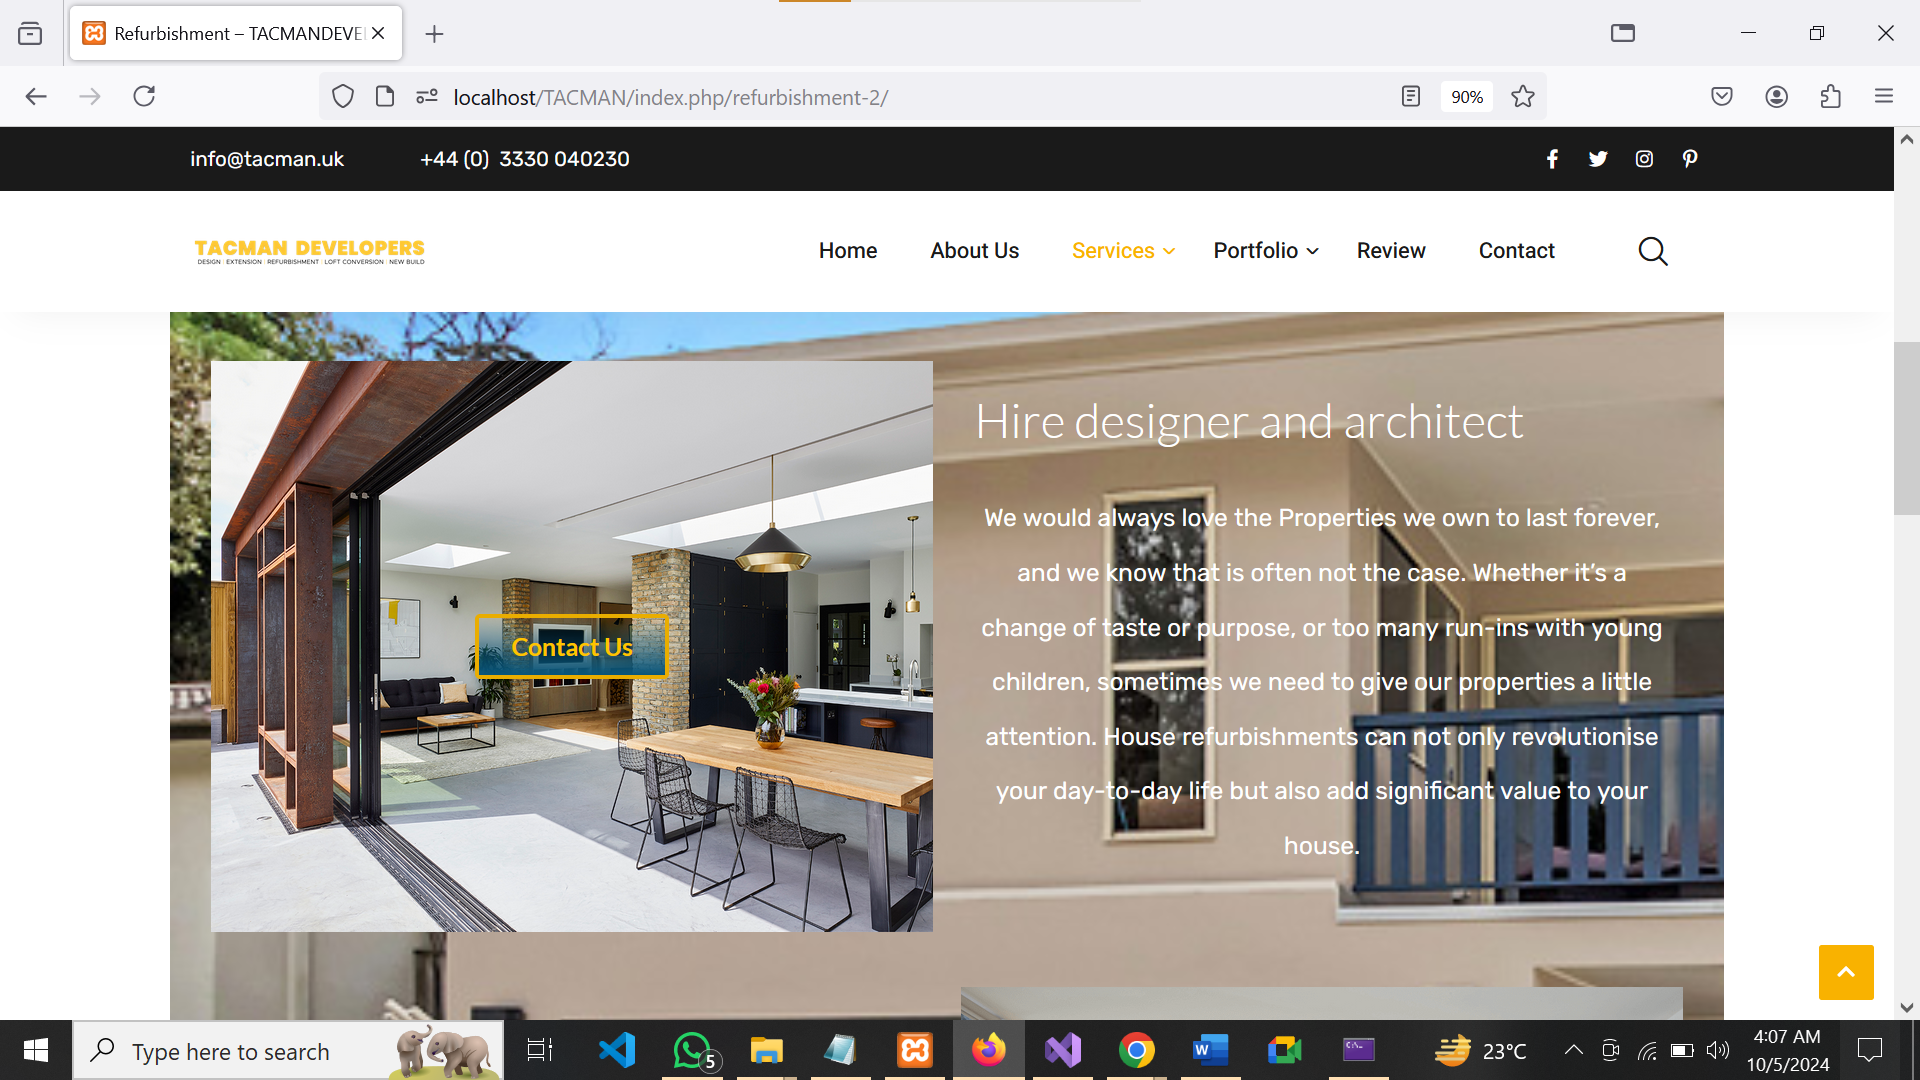 Refurbishment – TACMANDEVE
localhost/TACMAN/index.php/refurbishment-2/
90%
info@tacman.uk
+44 (0) 3330 040230
TACMAN DEVELOPERS
DESIGN | EXTENSION | REFURBISHMENT | LOFT CONVERSION | NEW BUILD
Home
About Us
Services
Portfolio
Review
Contact
Hire designer and architect
We would always love the Properties we own to last forever,
and we know that is often not the case. Whether it’s a
change of taste or purpose, or too many run-ins with young
children, sometimes we need to give our properties a little
attention. House refurbishments can not only revolutionise
your day-to-day life but also add significant value to your
house.
Contact Us
Type here to search
5
W
C:\_
23°C
4:07 AM
10/5/2024